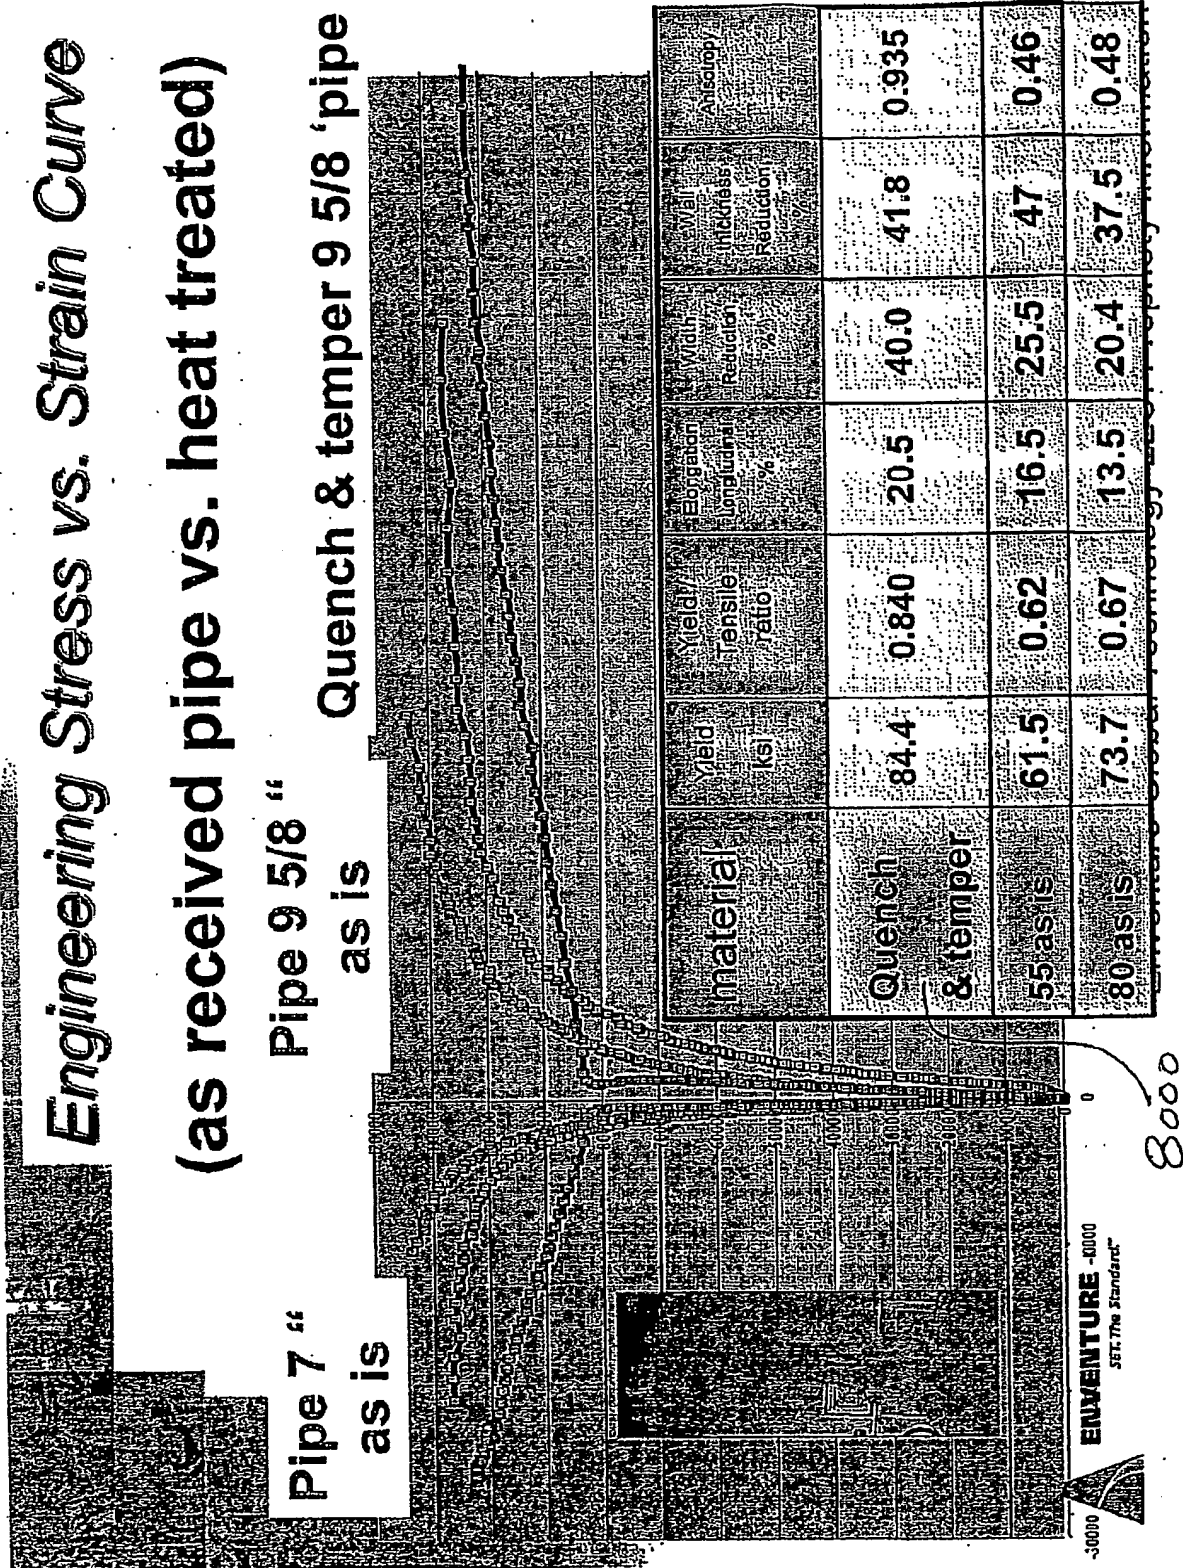 Engineering Stress vs. Strain Curve
(as received pipe vs. heat treated)
Pipe 7 “
as is
Pipe 9 5/8 “
as is
Quench & temper 9 5/8 ‘pipe
material
Yield
ksi
Yield/
Tensile
ratio
Elongation
Longitudinal
%
Width
Reduction
%
Wall
Thickness
Reduction
%
Anisotropy
Quench
& temper
84.4
0.840
20.5
40.0
41.8
0.935
55 as is
61.5
0.62
16.5
25.5
47
0.46
80 as is
73.7
0.67
13.5
20.4
37.5
0.48
-30000
-10000
0
ENVENTURE
SET. The Standard.™
8000